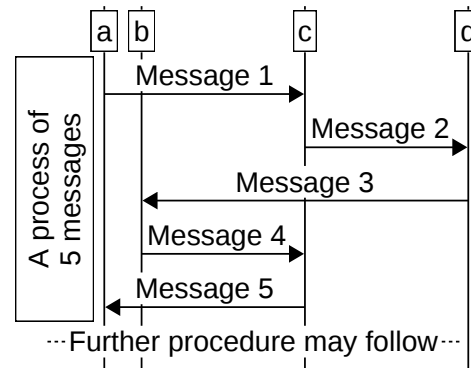 a b c d
Message 1
Message 2
Message 3
Message 4
Message 5
A process of
5 messages
Further procedure may follow